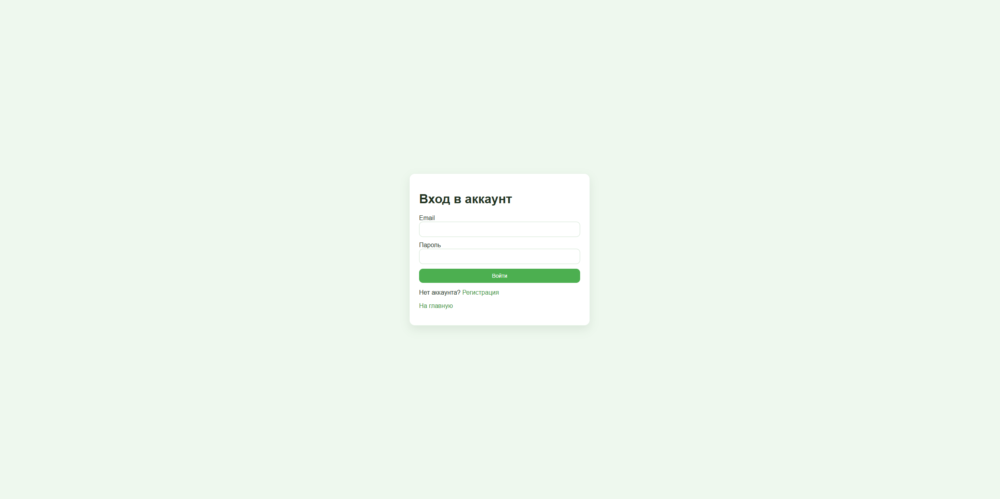 Вход в аккаунт
Email
Пароль
Войти
Нет аккаунта? Регистрация
На главную